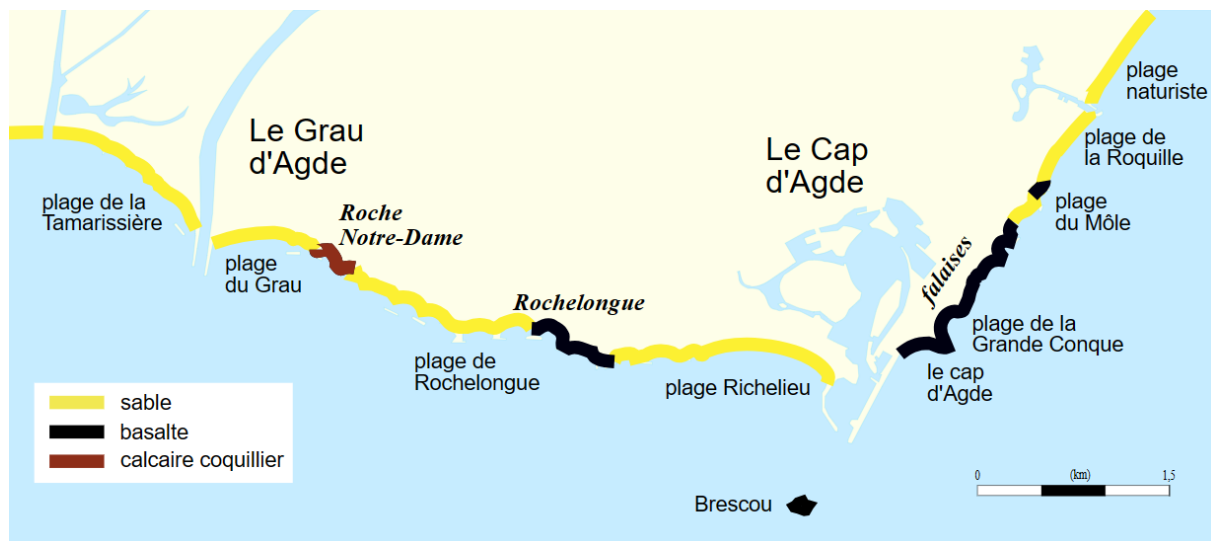 Le Grau
d'Agde
Le Cap
d'Agde
plage
naturiste
plage de
la Roquille
plage
du Môle
plage de la
Tamarissière
Roche
Notre-Dame
plage
du Grau
falaises
Rochelongue
plage de la
Grande Conque
plage de
Rochelongue
plage Richelieu
le cap
d'Agde
sable
basalte
calcaire coquillier
0 (km) 1,5
Brescou